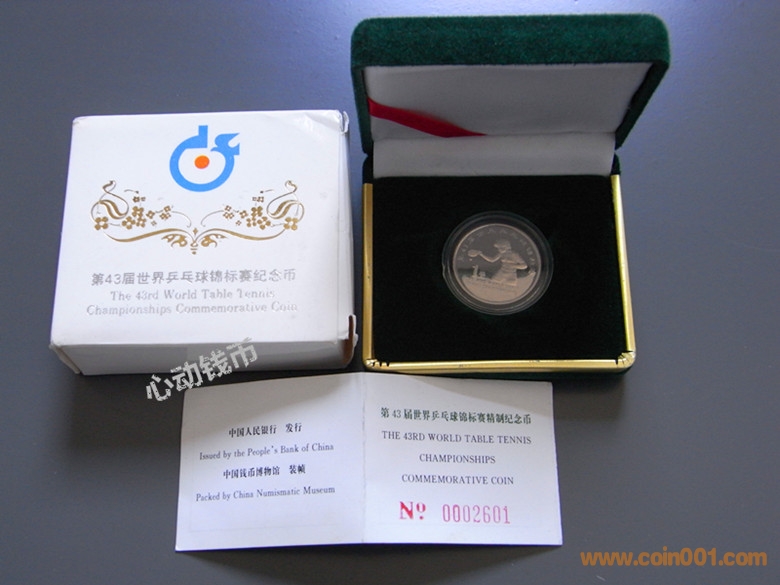 第43届世界乒乓球锦标赛纪念币
The 43rd World Table Tennis
Championships Commemorative Coin
心动钱币
中国人民银行 发行
Issued by the People's Bank of China
中国钱币博物馆 装帧
Packed by China Numismatic Museum
第43届世界乒乓球锦标赛精制纪念币
THE 43RD WORLD TABLE TENNIS
CHAMPIONSHIPS
COMMEMORATIVE COIN
Nº 0002601
www.coin001.com